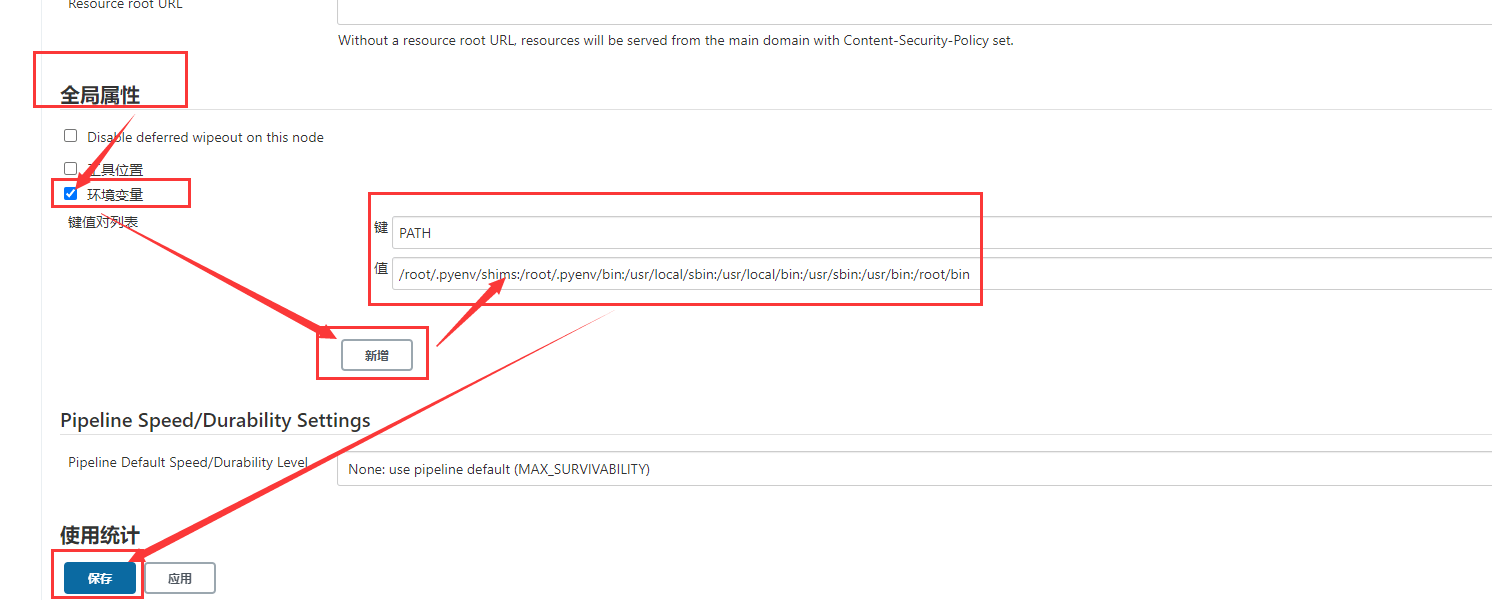 Resource root URL
Without a resource root URL, resources will be served from the main domain with Content-Security-Policy set.
全局属性
Disable deferred wipeout on this node
工具位置
环境变量
键值对列表
键
PATH
值
/root/.pyenv/shims:/root/.pyenv/bin:/usr/local/sbin:/usr/local/bin:/usr/sbin:/usr/bin:/root/bin
新增
Pipeline Speed/Durability Settings
Pipeline Default Speed/Durability Level
None: use pipeline default (MAX_SURVIVABILITY)
使用统计
保存 应用